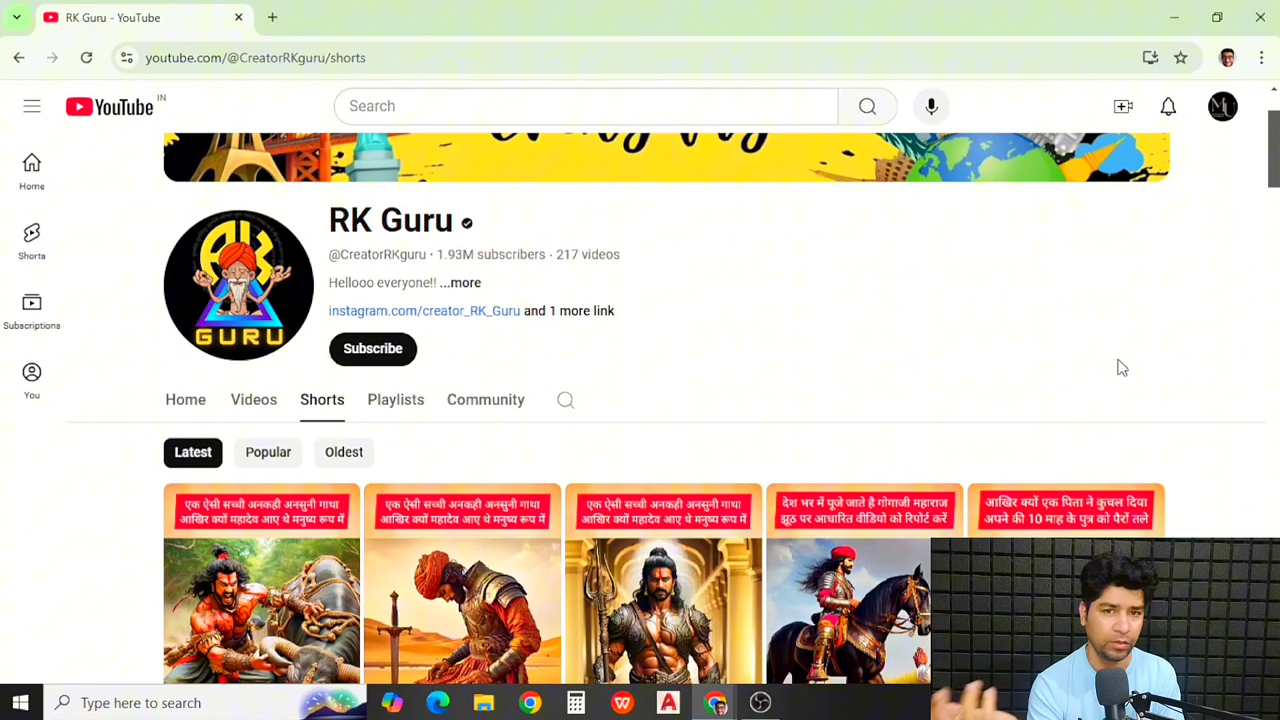 RK Guru - YouTube
youtube.com/@CreatorRKguru/shorts
YouTube IN
Search
MU
Home
Shorts
Subscriptions
You
RK
GURU
RK Guru
@CreatorRKguru · 1.93M subscribers · 217 videos
Hellooo everyone!! ...more
instagram.com/creator_RK_Guru and 1 more link
Subscribe
Home Videos Shorts Playlists Community
Latest Popular Oldest
एक ऐसी सच्ची अनकही अनसुनी गाथा
आखिर क्यों महादेव आए थे मनुष्य रूप में
एक ऐसी सच्ची अनकही अनसुनी गाथा
आखिर क्यों महादेव आए थे मनुष्य रूप में
एक ऐसी सच्ची अनकही अनसुनी गाथा
आखिर क्यों महादेव आए थे मनुष्य रूप में
देश भर में पूजे जाते है गोगाजी महाराज
झूठ पर आधारित वीडियो को रिपोर्ट करें
आखिर क्यों एक पिता ने कुचल दिया
अपने की 10 माह के पुत्र को पैरों तले
Type here to search